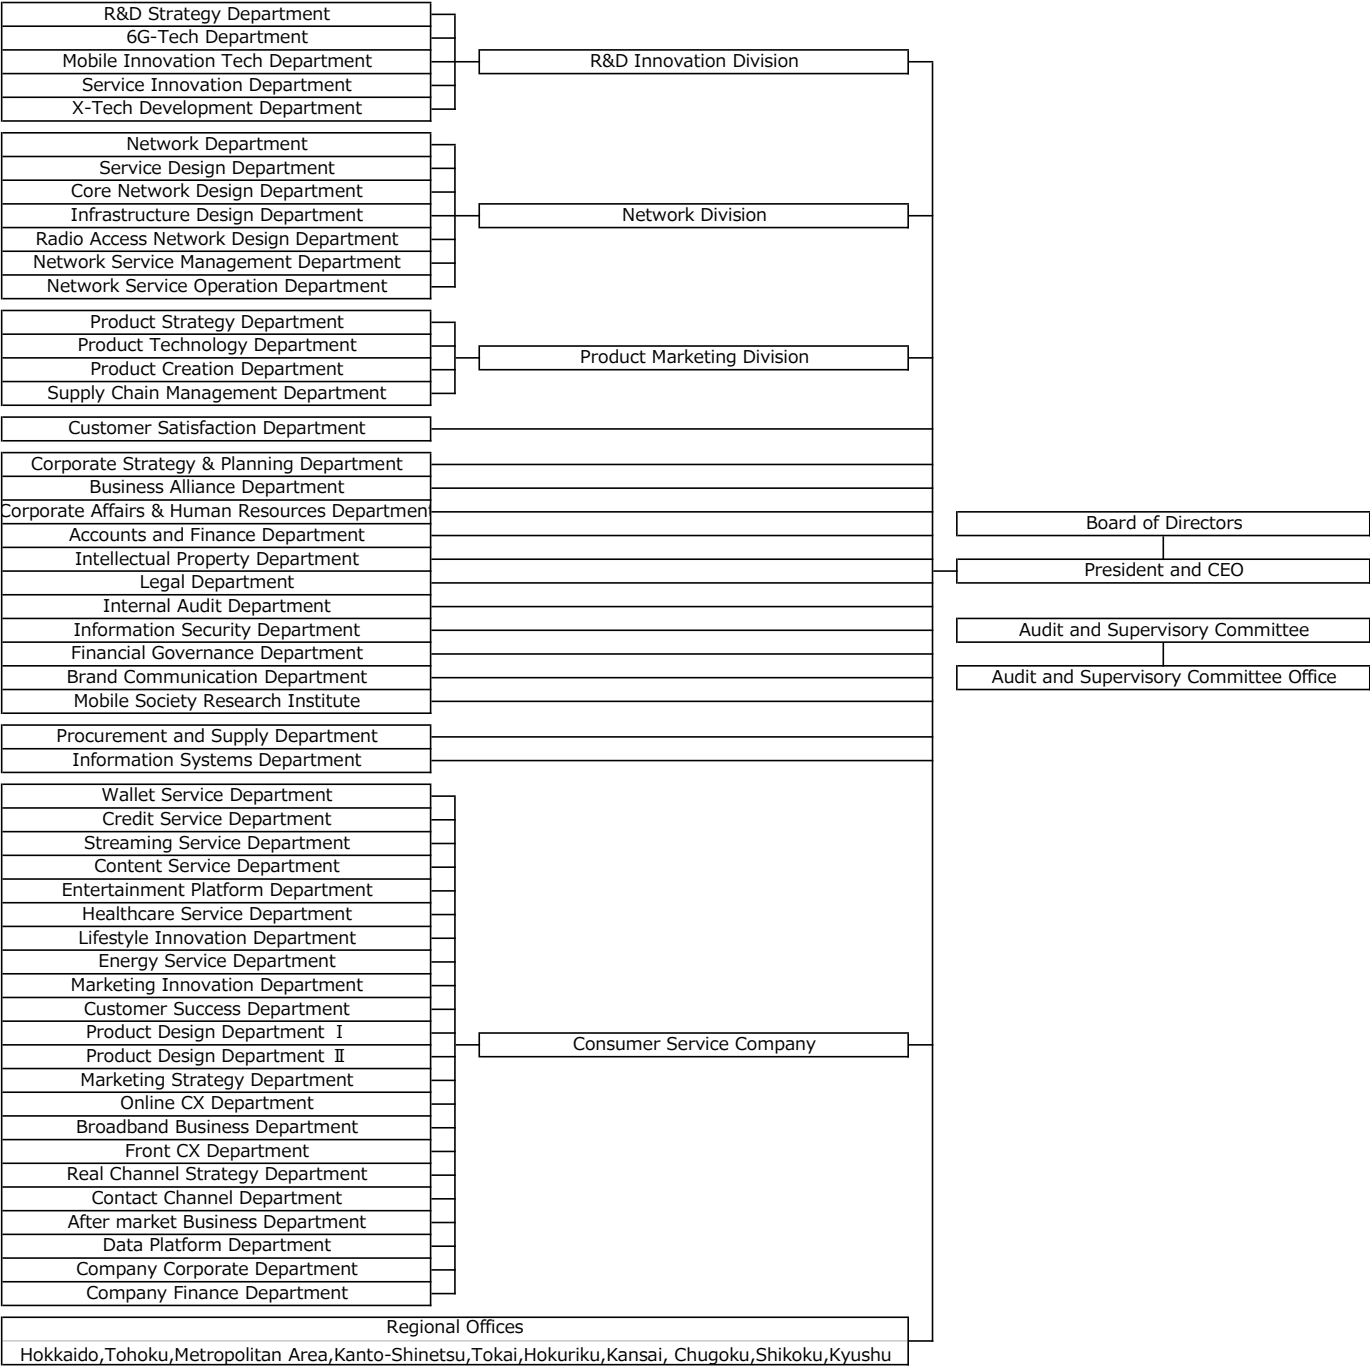 R&D Strategy Department
6G-Tech Department
Mobile Innovation Tech Department
R&D Innovation Division
Service Innovation Department
X-Tech Development Department
Network Department
Service Design Department
Core Network Design Department
Infrastructure Design Department
Network Division
Radio Access Network Design Department
Network Service Management Department
Network Service Operation Department
Product Strategy Department
Product Technology Department
Product Marketing Division
Product Creation Department
Supply Chain Management Department
Customer Satisfaction Department
Corporate Strategy & Planning Department
Business Alliance Department
Corporate Affairs & Human Resources Department
Board of Directors
Accounts and Finance Department
Intellectual Property Department
President and CEO
Legal Department
Internal Audit Department
Information Security Department
Audit and Supervisory Committee
Financial Governance Department
Brand Communication Department
Audit and Supervisory Committee Office
Mobile Society Research Institute
Procurement and Supply Department
Information Systems Department
Wallet Service Department
Credit Service Department
Streaming Service Department
Content Service Department
Entertainment Platform Department
Healthcare Service Department
Lifestyle Innovation Department
Energy Service Department
Marketing Innovation Department
Customer Success Department
Product Design Department Ⅰ
Consumer Service Company
Product Design Department Ⅱ
Marketing Strategy Department
Online CX Department
Broadband Business Department
Front CX Department
Real Channel Strategy Department
Contact Channel Department
After market Business Department
Data Platform Department
Company Corporate Department
Company Finance Department
Regional Offices
Hokkaido,Tohoku,Metropolitan Area,Kanto-Shinetsu,Tokai,Hokuriku,Kansai, Chugoku,Shikoku,Kyushu